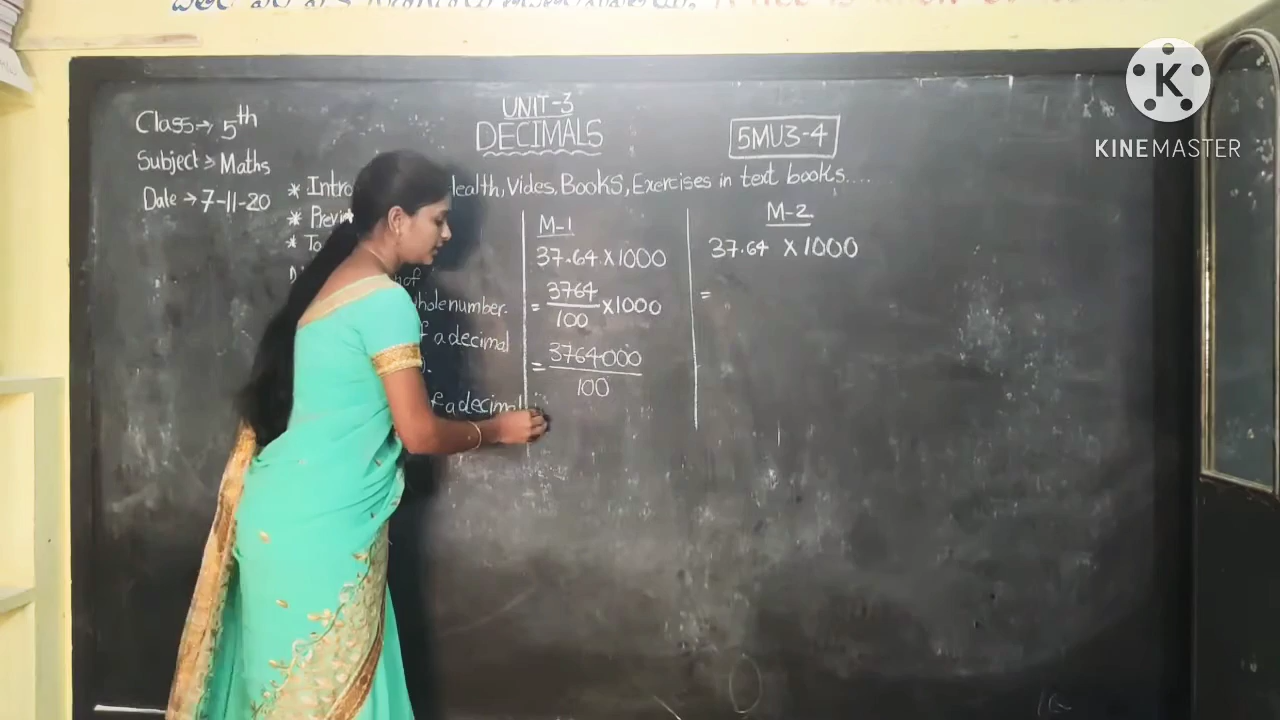 Class → 5th
Subject → Maths
Date → 7-11-20
UNIT-3
DECIMALS
5MU3-4
* Intro ealth, Vides, Books, Exercises in text books....
* Previ
* To
of
whole number.
f a decimal
f a decimal
M-1
37.64 X 1000
= 3764/100 X 1000
= 3764000/100
M-2
37.64 X 1000
=
K
KINEMASTER